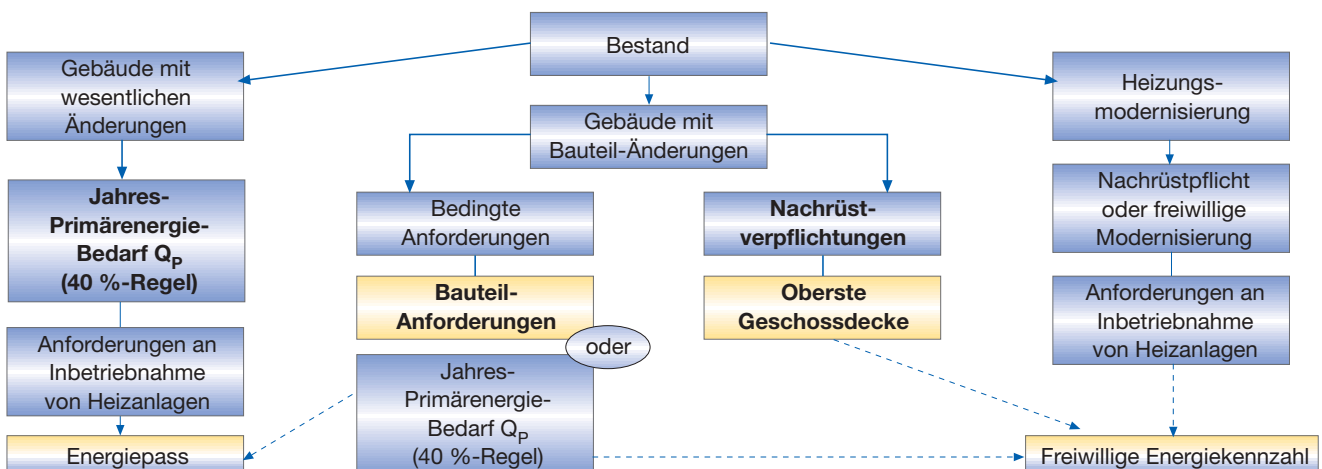 Bestand
Gebäude mit
wesentlichen
Änderungen
Jahres-
Primärenergie-
Bedarf Q_P
(40 %-Regel)
Anforderungen an
Inbetriebnahme
von Heizanlagen
Energiepass
Gebäude mit
Bauteil-Änderungen
Bedingte
Anforderungen
Bauteil-
Anforderungen
oder
Jahres-
Primärenergie-
Bedarf Q_P
(40 %-Regel)
Nachrüst-
verpflichtungen
Oberste
Geschossdecke
Heizungs-
modernisierung
Nachrüstpflicht
oder freiwillige
Modernisierung
Anforderungen an
Inbetriebnahme
von Heizanlagen
Freiwillige Energiekennzahl